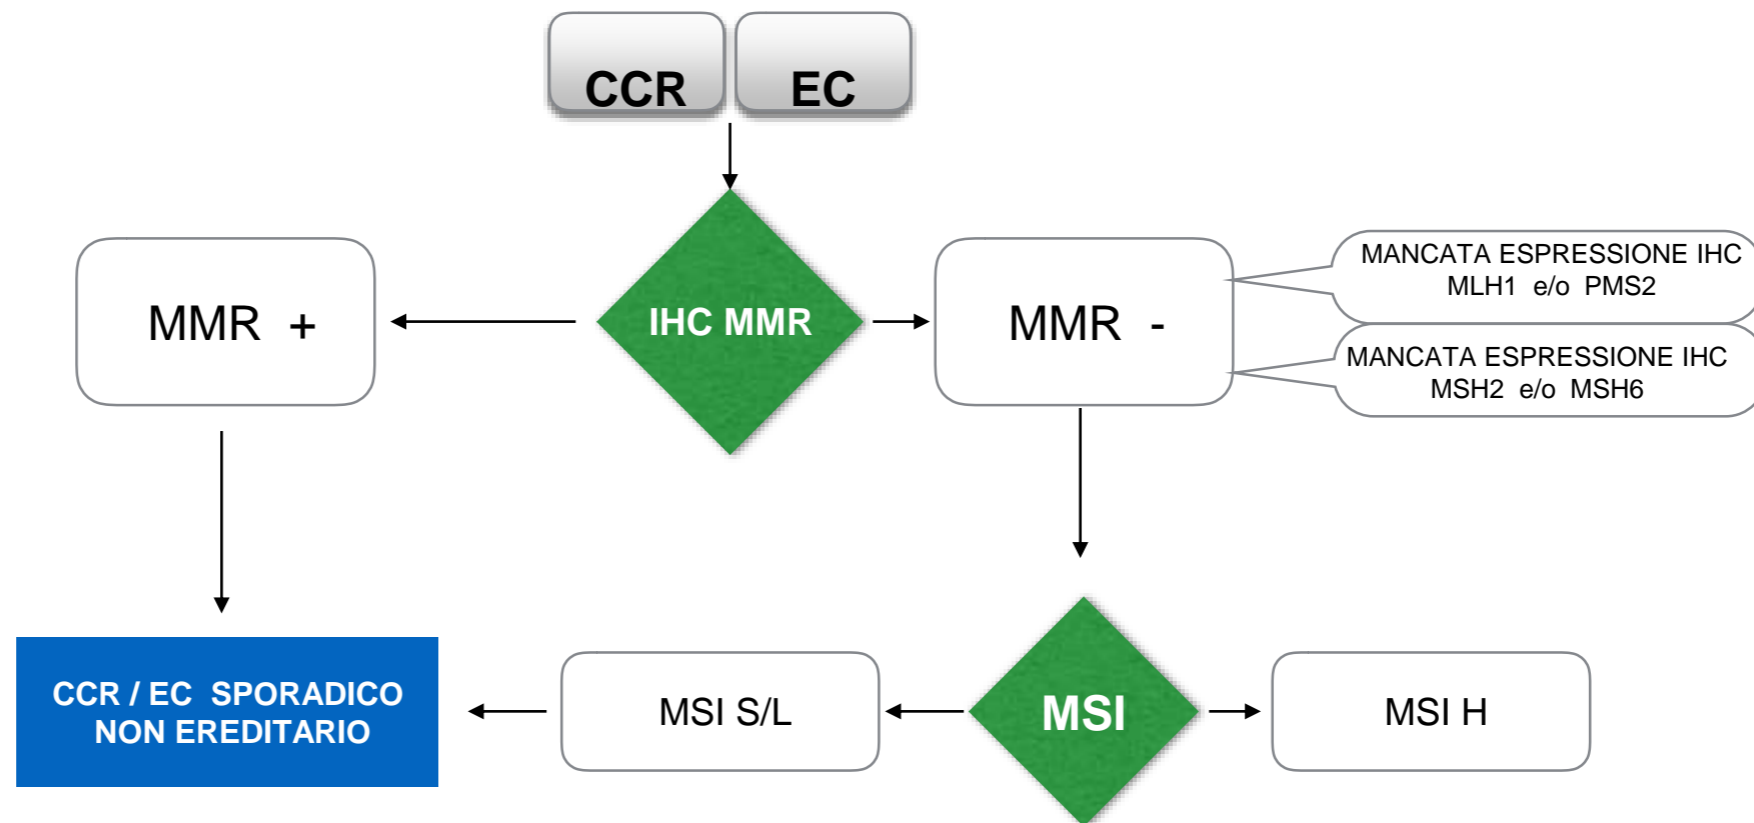 CCR
EC
IHC MMR
MMR +
MMR -
MANCATA ESPRESSIONE IHC
MLH1 e/o PMS2
MANCATA ESPRESSIONE IHC
MSH2 e/o MSH6
CCR / EC SPORADICO
NON EREDITARIO
MSI S/L
MSI
MSI H